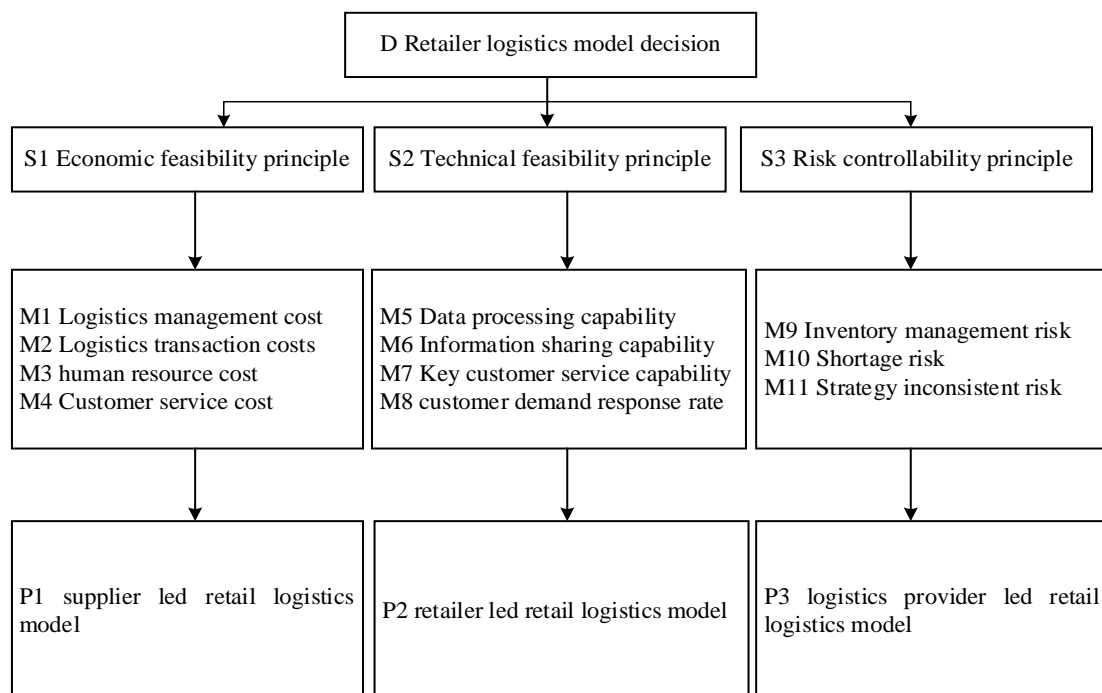 D Retailer logistics model decision
S1 Economic feasibility principle
S2 Technical feasibility principle
S3 Risk controllability principle
M1 Logistics management cost
M2 Logistics transaction costs
M3 human resource cost
M4 Customer service cost
M5 Data processing capability
M6 Information sharing capability
M7 Key customer service capability
M8 customer demand response rate
M9 Inventory management risk
M10 Shortage risk
M11 Strategy inconsistent risk
P1 supplier led retail logistics
model
P2 retailer led retail logistics model
P3 logistics provider led retail
logistics model